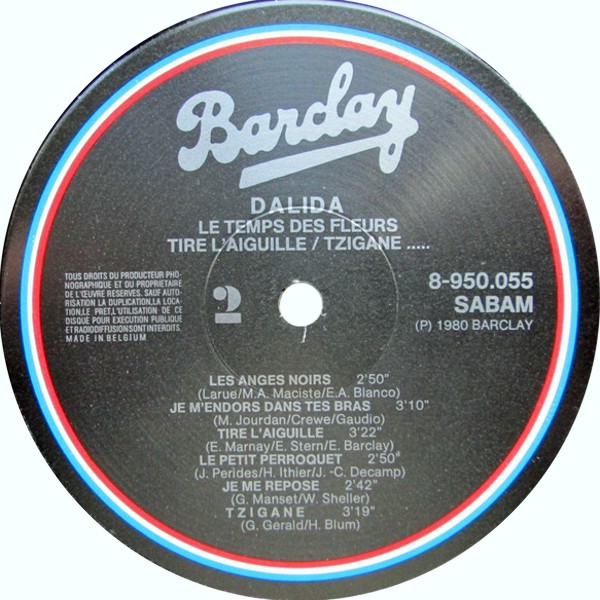 Barclay
DALIDA
LE TEMPS DES FLEURS
TIRE L'AIGUILLE / TZIGANE .....
TOUS DROITS DU PRODUCTEUR PHO-
NOGRAPHIQUE ET DU PROPRIETAIRE
DE L'ŒUVRE RESERVES. SAUF AUTO-
RISATION LA DUPLICATION,LA LOCA-
TION,LE PRET,L'UTILISATION DE CE
DISQUE POUR EXECUTION PUBLIQUE
ET RADIODIFFUSION SONT INTERDITS.
MADE IN BELGIUM
2
8-950.055
SABAM
(P) 1980 BARCLAY
LES ANGES NOIRS 2'50"
(Larue/M.A. Maciste/E.A. Blanco)
JE M'ENDORS DANS TES BRAS 3'10"
(M. Jourdan/Crewe/Gaudio)
TIRE L'AIGUILLE 3'22"
(E. Marnay/E. Stern/E. Barclay)
LE PETIT PERROQUET 2'50"
(J. Perides/H. Ithier/J. -C. Decamp)
JE ME REPOSE 2'42"
(G. Manset/W. Sheller)
TZIGANE 3'19"
(G. Gerald/H. Blum)